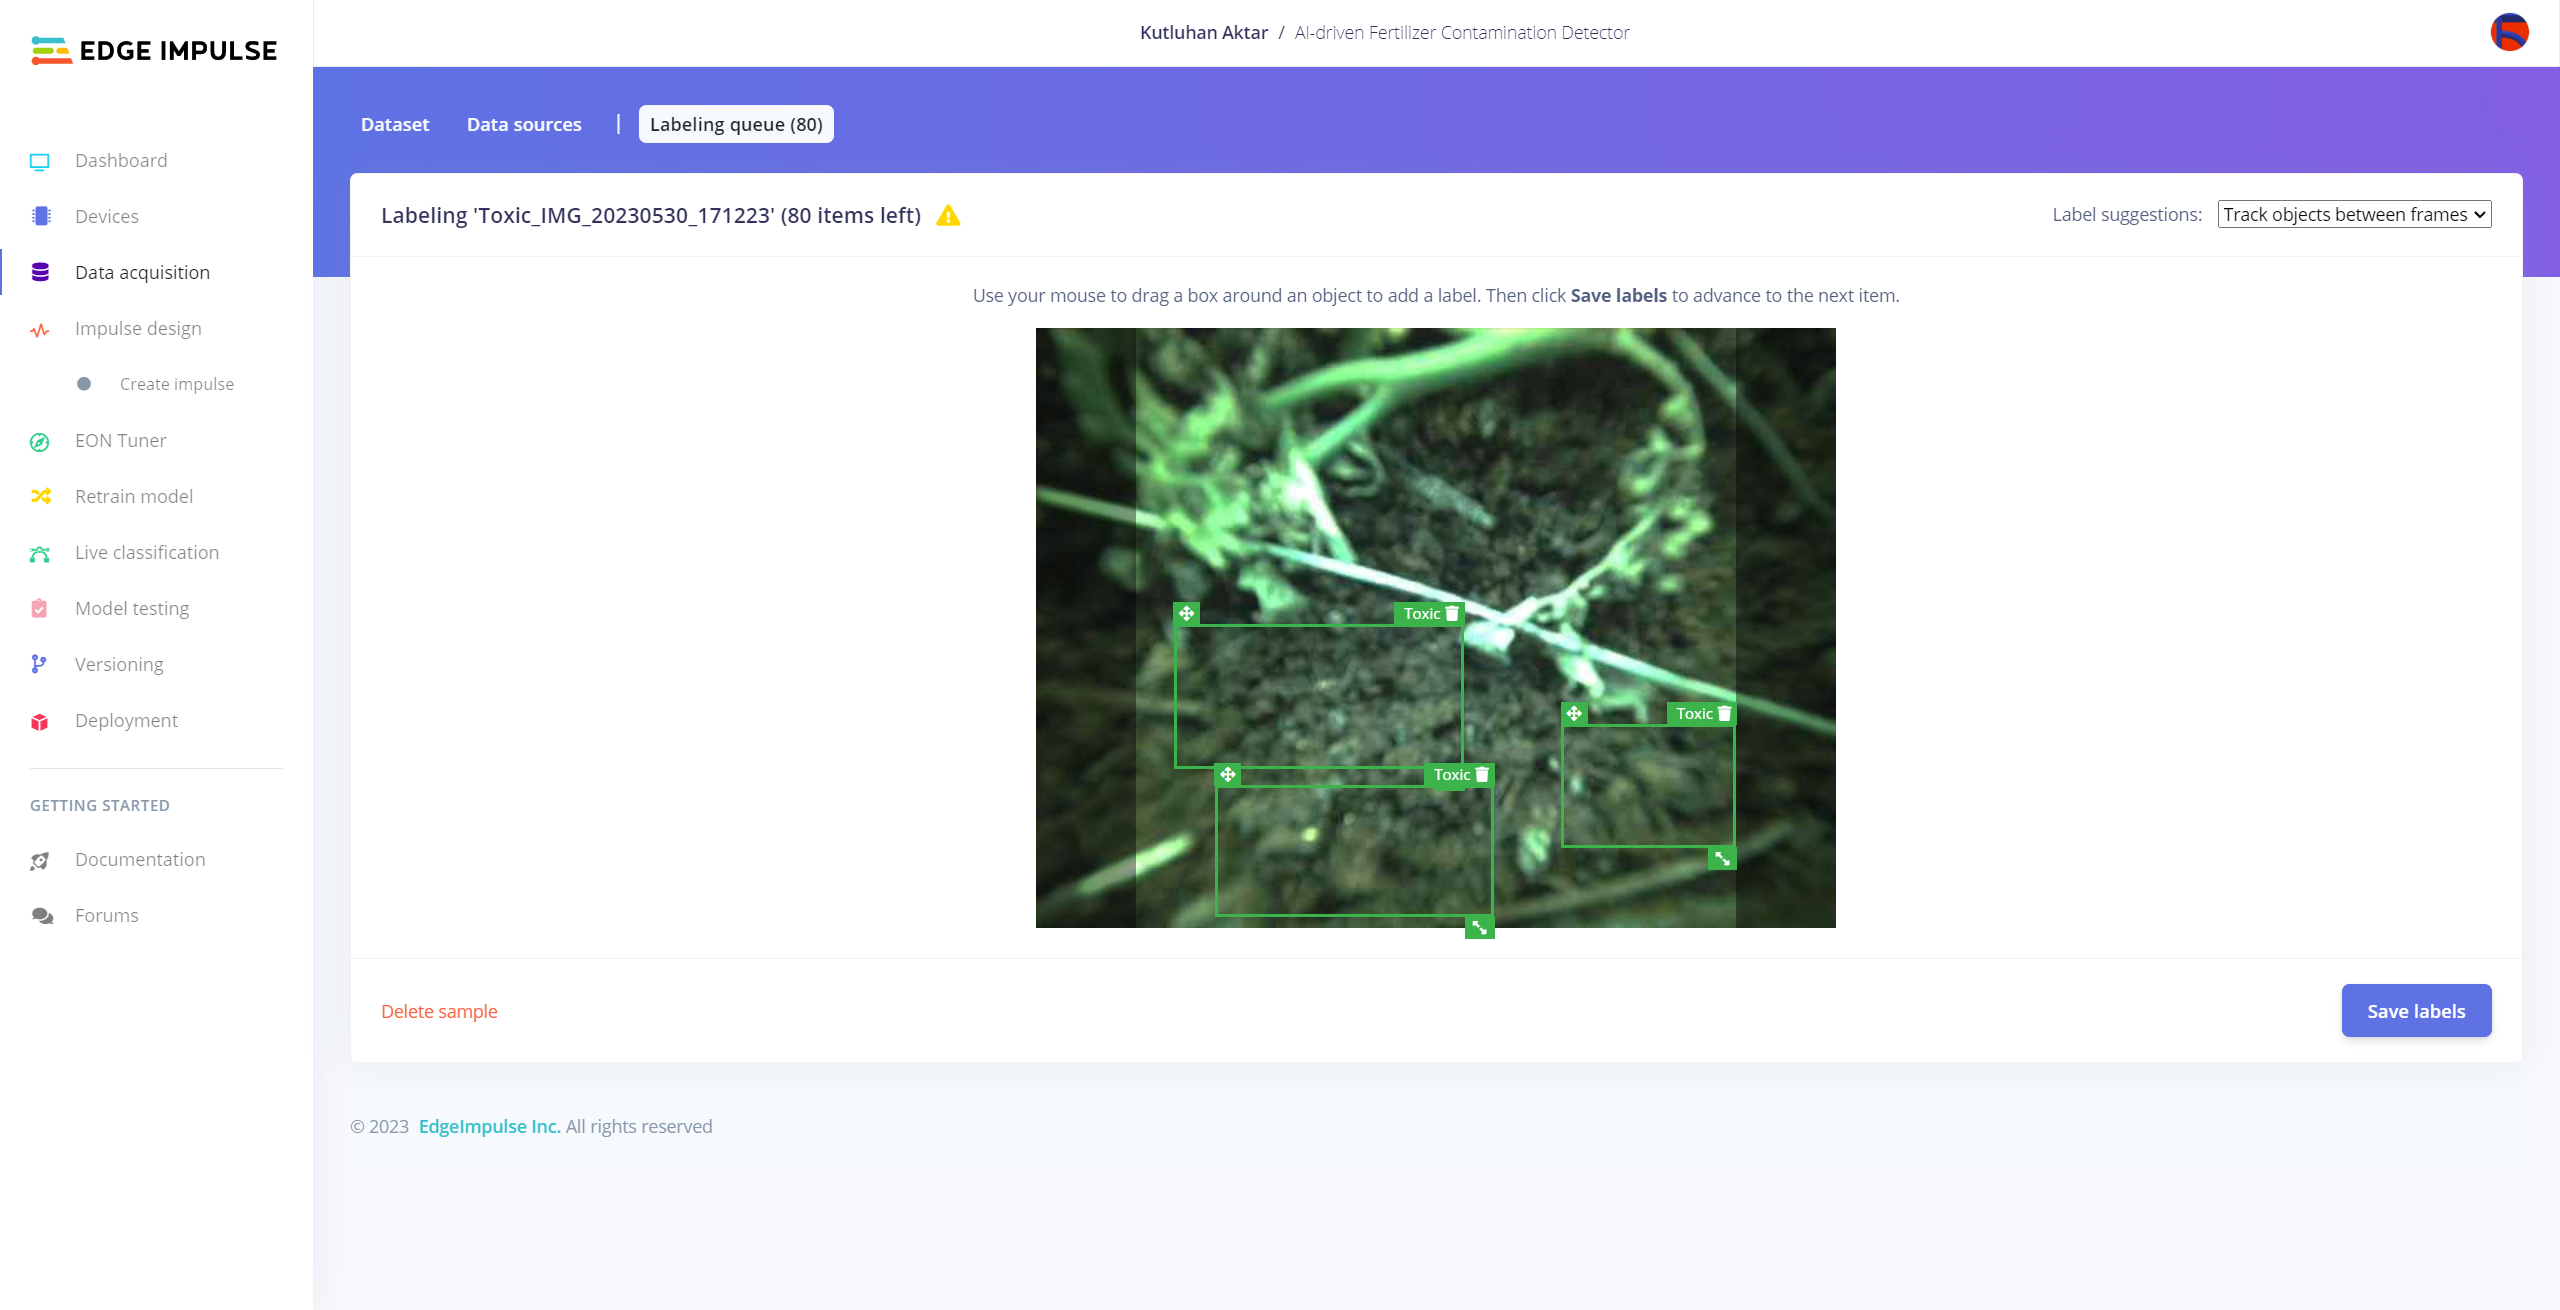 EDGE IMPULSE
Kutluhan Aktar / AI-driven Fertilizer Contamination Detector
Dashboard
Devices
Data acquisition
Impulse design
Create impulse
EON Tuner
Retrain model
Live classification
Model testing
Versioning
Deployment
GETTING STARTED
Documentation
Forums
Dataset Data sources | Labeling queue (80)
Labeling 'Toxic_IMG_20230530_171223' (80 items left)
Label suggestions: Track objects between frames
Use your mouse to drag a box around an object to add a label. Then click Save labels to advance to the next item.
Toxic
Toxic
Toxic
Delete sample
Save labels
© 2023 EdgeImpulse Inc. All rights reserved